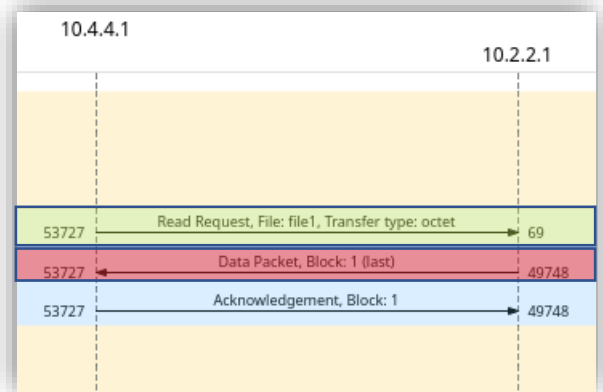 10.4.4.1
10.2.2.1
Read Request, File: file1, Transfer type: octet
53727
69
Data Packet, Block: 1 (last)
53727
49748
Acknowledgement, Block: 1
53727
49748